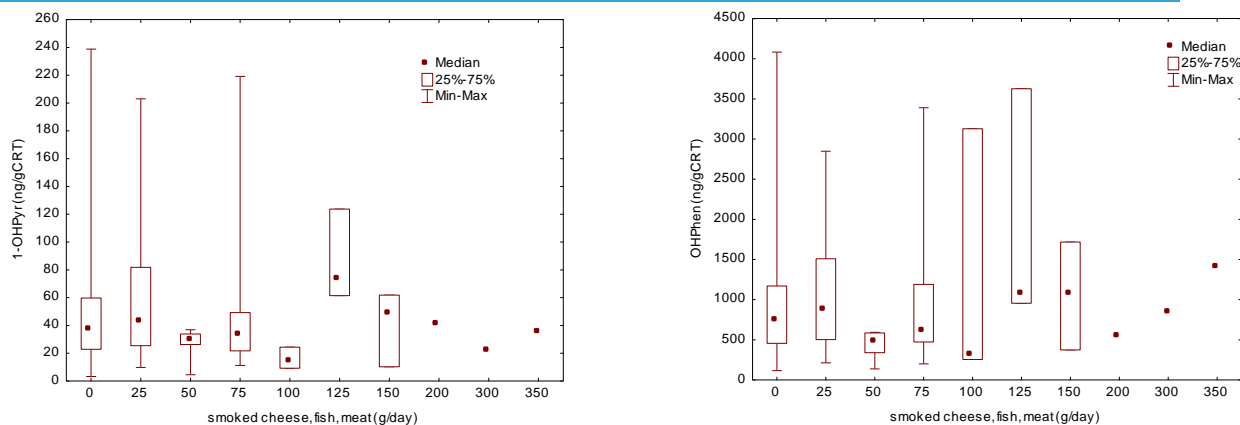 260
240
220
200
180
160
140
120
100
80
60
40
20
0
1-OHPyr (ng/gCRT)
Median
25%-75%
Min-Max
0 25 50 75 100 125 150 200 300 350
smoked cheese, fish, meat (g/day)
4500
4000
3500
3000
2500
2000
1500
1000
500
0
OHPhen (ng/gCRT)
Median
25%-75%
Min-Max
0 25 50 75 100 125 150 200 300 350
smoked cheese, fish, meat (g/day)